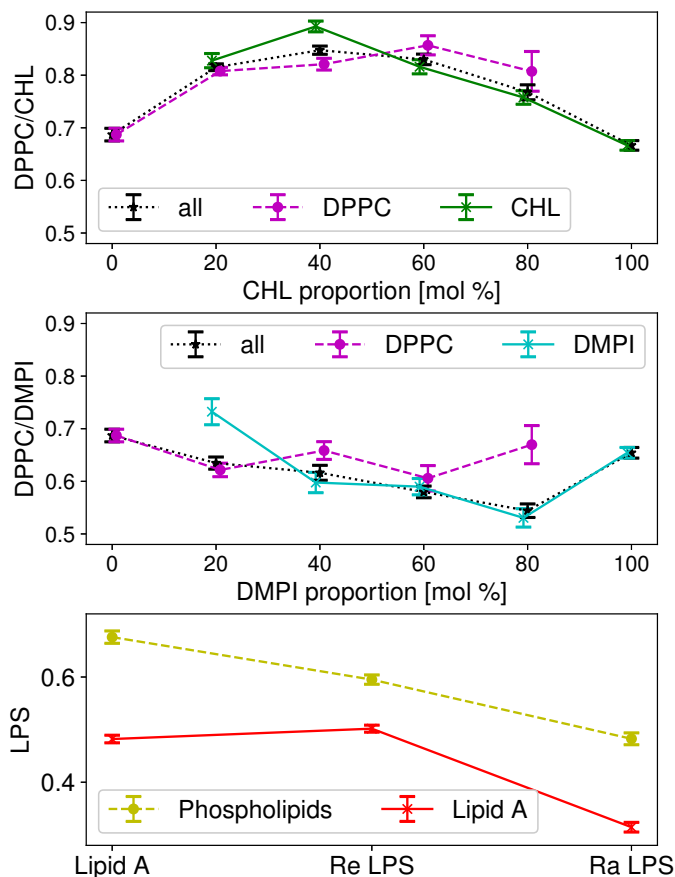 0.9
0.8
0.7
0.6
0.5
DPPC/CHL
all DPPC CHL
0 20 40 60 80 100
CHL proportion [mol %]
0.9
0.8
0.7
0.6
0.5
DPPC/DMPI
all DPPC DMPI
0 20 40 60 80 100
DMPI proportion [mol %]
0.6
0.4
LPS
Phospholipids Lipid A
Lipid A Re LPS Ra LPS